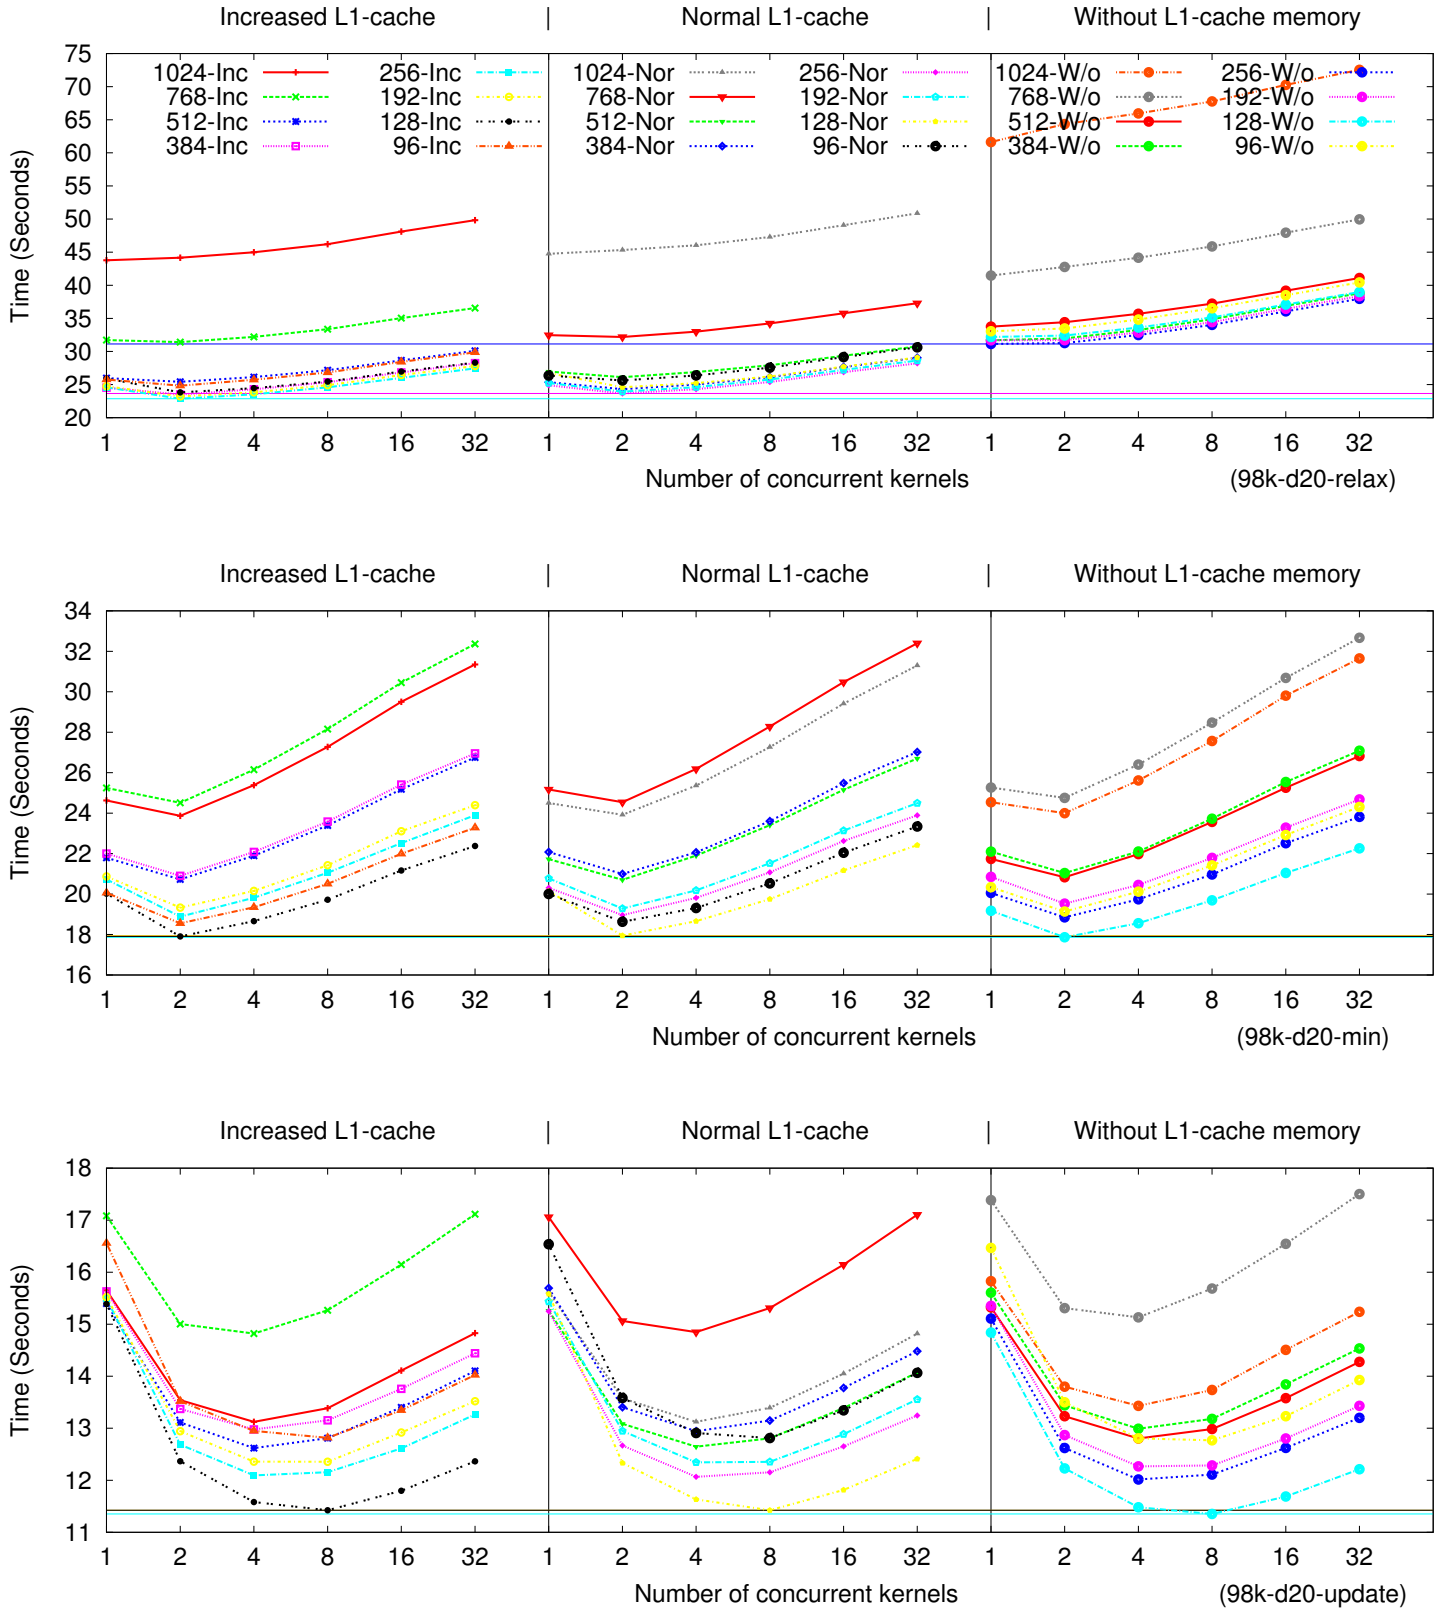 Increased L1-cache | Normal L1-cache | Without L1-cache memory
75
70
65
60
55
50
45
40
35
30
25
20
Time (Seconds)
1024-Inc 256-Inc 1024-Nor 256-Nor 1024-W/o 256-W/o
768-Inc 192-Inc 768-Nor 192-Nor 768-W/o 192-W/o
512-Inc 128-Inc 512-Nor 128-Nor 512-W/o 128-W/o
384-Inc 96-Inc 384-Nor 96-Nor 384-W/o 96-W/o
1 2 4 8 16 32 1 2 4 8 16 32 1 2 4 8 16 32
Number of concurrent kernels (98k-d20-relax)
Increased L1-cache | Normal L1-cache | Without L1-cache memory
34
32
30
28
26
24
22
20
18
16
Time (Seconds)
1 2 4 8 16 32 1 2 4 8 16 32 1 2 4 8 16 32
Number of concurrent kernels (98k-d20-min)
Increased L1-cache | Normal L1-cache | Without L1-cache memory
18
17
16
15
14
13
12
11
Time (Seconds)
1 2 4 8 16 32 1 2 4 8 16 32 1 2 4 8 16 32
Number of concurrent kernels (98k-d20-update)